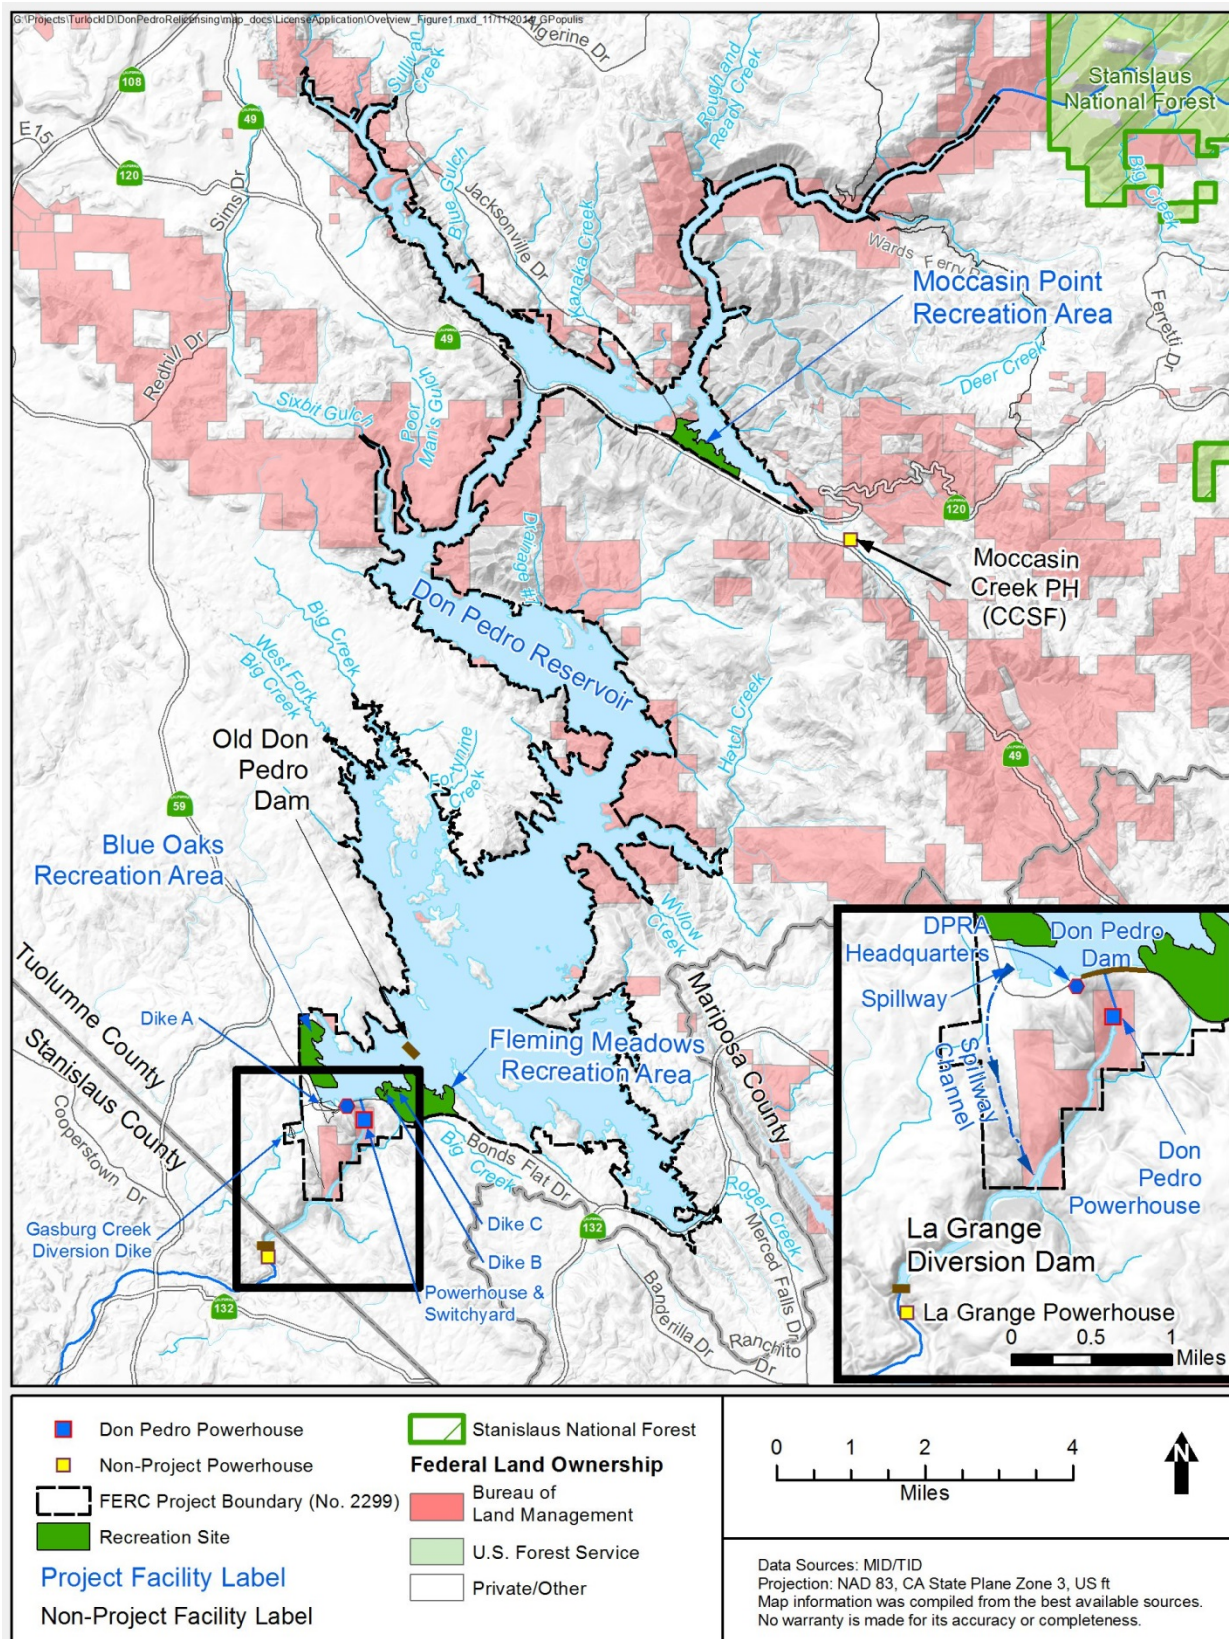 G:\Projects\TurlockID\DonPedroRelicensing\map_docs\LicenseApplication\Overview_Figure1.mxd_11/11/2014_GPopulis
Algerine Dr
Sullivan
Creek
Rough and
Ready Creek
Stanislaus
National Forest
108
49
E15
120
Sims Dr
Blue Gulch
Jacksonville Dr
Kanaka Creek
Big Creek
Wards Ferry
Moccasin Point
Recreation Area
Ferretti Dr
Deer Creek
49
Redhill Dr
Sixbit Gulch
Poor
Man's Gulch
120
Drainage #1
Moccasin
Creek PH
(CCSF)
Don Pedro Reservoir
Big Creek
West Fork
Big Creek
Hatch Creek
Old Don
Pedro
Dam
Fortynine
Creek
49
59
Blue Oaks
Recreation Area
Willow
Creek
Tuolumne County
Stanislaus County
Mariposa County
Dike A
Fleming Meadows
Recreation Area
Cooperstown Dr
Big Creek
Bonds Flat Dr
Gasburg Creek
Diversion Dike
Dike C
Dike B
Powerhouse &
Switchyard
132
132
Roger Creek
Merced Falls Dr
Banderilla Dr
Ranchito
Dr
DPRA
Headquarters
Don Pedro
Dam
Spillway
Spillway
Channel
Don
Pedro
Powerhouse
La Grange
Diversion Dam
La Grange Powerhouse
0 0.5 1
Miles
Don Pedro Powerhouse
Non-Project Powerhouse
FERC Project Boundary (No. 2299)
Recreation Site
Project Facility Label
Non-Project Facility Label
Stanislaus National Forest
Federal Land Ownership
Bureau of
Land Management
U.S. Forest Service
Private/Other
0 1 2 4
Miles
N
Data Sources: MID/TID
Projection: NAD 83, CA State Plane Zone 3, US ft
Map information was compiled from the best available sources.
No warranty is made for its accuracy or completeness.